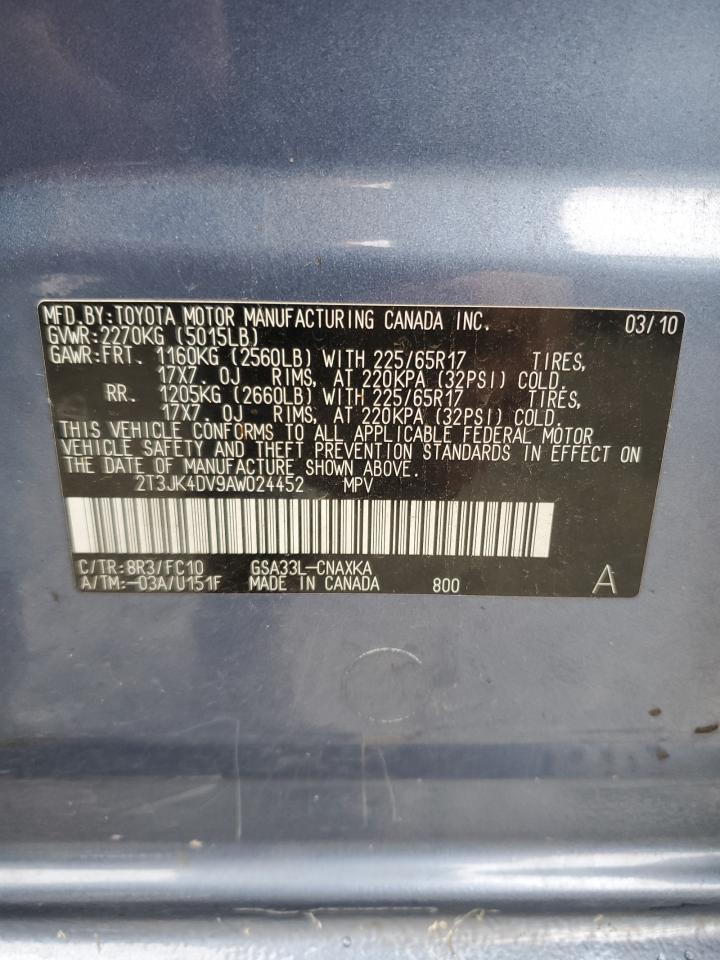 MFD.BY:TOYOTA MOTOR MANUFACTURING CANADA INC. 03/10
GVWR:2270KG (5015LB)
GAWR:FRT. 1160KG (2560LB) WITH 225/65R17 TIRES,
17X7. 0J RIMS, AT 220KPA (32PSI) COLD.
RR. 1205KG (2660LB) WITH 225/65R17 TIRES,
17X7. 0J RIMS, AT 220KPA (32PSI) COLD.
THIS VEHICLE CONFORMS TO ALL APPLICABLE FEDERAL MOTOR
VEHICLE SAFETY AND THEFT PREVENTION STANDARDS IN EFFECT ON
THE DATE OF MANUFACTURE SHOWN ABOVE.
2T3JK4DV9AW024452 MPV
C/TR:8R3/FC10 GSA33L-CNAXKA
A/TM:-03A/U151F MADE IN CANADA 800 A